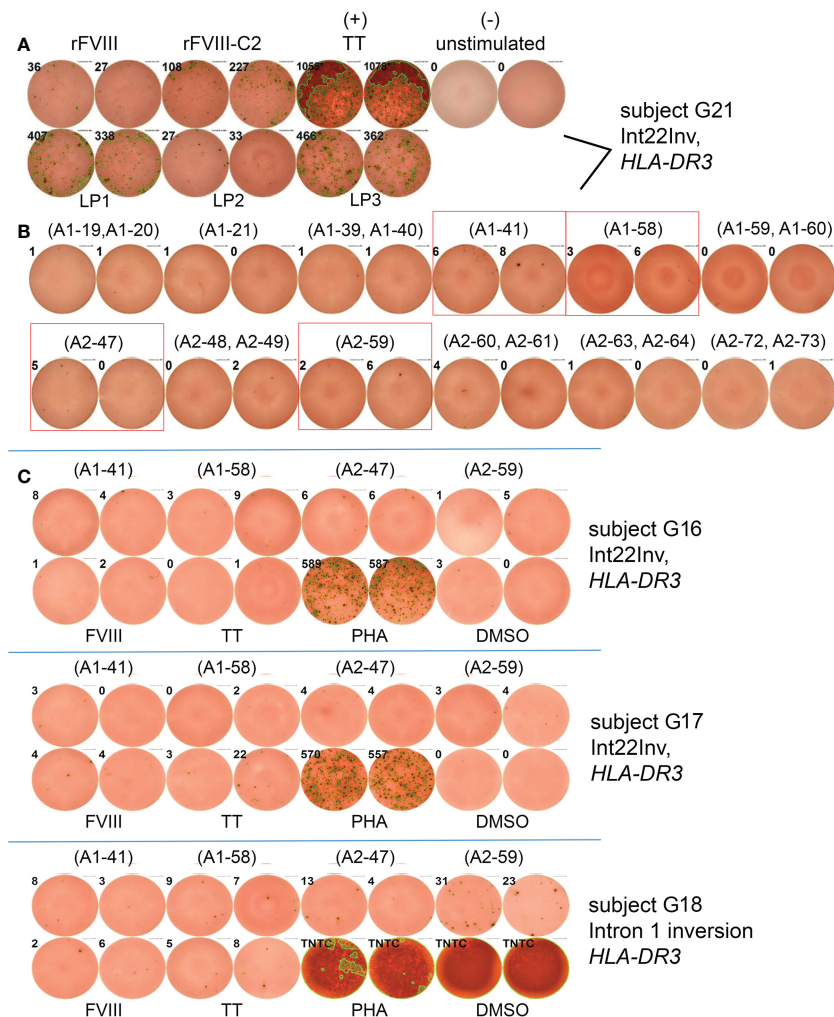 (+) (-)
A rFVIII rFVIII-C2 TT unstimulated
36 27 108 227 1055* 1078* 0 0
subject G21
Int22Inv,
HLA-DR3
407 338 27 33 466* 362
LP1 LP2 LP3
B (A1-19,A1-20) (A1-21) (A1-39, A1-40) (A1-41) (A1-58) (A1-59, A1-60)
1 1 1 0 1 1 6 8 3 6 0 0
(A2-47) (A2-48, A2-49) (A2-59) (A2-60, A2-61) (A2-63, A2-64) (A2-72, A2-73)
5 0 0 2 2 6 4 0 1 0 0 1
C (A1-41) (A1-58) (A2-47) (A2-59)
8 4 3 9 6 6 1 5
subject G16
Int22Inv,
HLA-DR3
1 2 0 1 589 587 3 0
FVIII TT PHA DMSO
(A1-41) (A1-58) (A2-47) (A2-59)
3 0 0 2 4 4 3 4
subject G17
Int22Inv,
HLA-DR3
4 4 3 22 570 557 0 0
FVIII TT PHA DMSO
(A1-41) (A1-58) (A2-47) (A2-59)
8 3 9 7 13 4 31 23
subject G18
Intron 1 inversion
HLA-DR3
2 6 5 8 TNTC TNTC TNTC TNTC
FVIII TT PHA DMSO